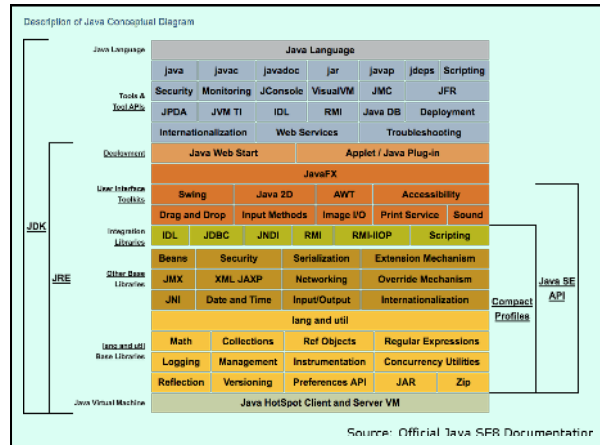 Description of Java Conceptual Diagram
Java Language
Java Language
java javac javadoc jar javap jdeps Scripting
Tools &
Tool APIs
Security Monitoring JConsole VisualVM JMC JFR
JPDA JVM TI IDL RMI Java DB Deployment
Internationalization Web Services Troubleshooting
Deployment
Java Web Start Applet / Java Plug-in
JavaFX
User Interface
Toolkits
Swing Java 2D AWT Accessibility
Drag and Drop Input Methods Image I/O Print Service Sound
Integration
Libraries
IDL JDBC JNDI RMI RMI-IIOP Scripting
JDK
JRE
Other Base
Libraries
Beans Security Serialization Extension Mechanism
JMX XML JAXP Networking Override Mechanism
JNI Date and Time Input/Output Internationalization
Java SE
API
Compact
Profiles
lang and util
lang and util
Base Libraries
Math Collections Ref Objects Regular Expressions
Logging Management Instrumentation Concurrency Utilities
Reflection Versioning Preferences API JAR Zip
Java Virtual Machine
Java HotSpot Client and Server VM
Source: Official Java SE8 Documentation